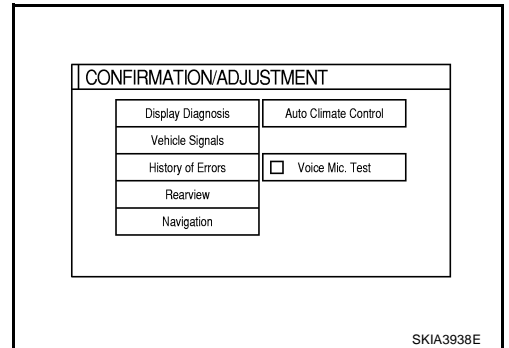 CONFIRMATION/ADJUSTMENT
Display Diagnosis
Auto Climate Control
Vehicle Signals
History of Errors
Voice Mic. Test
Rearview
Navigation
SKIA3938E